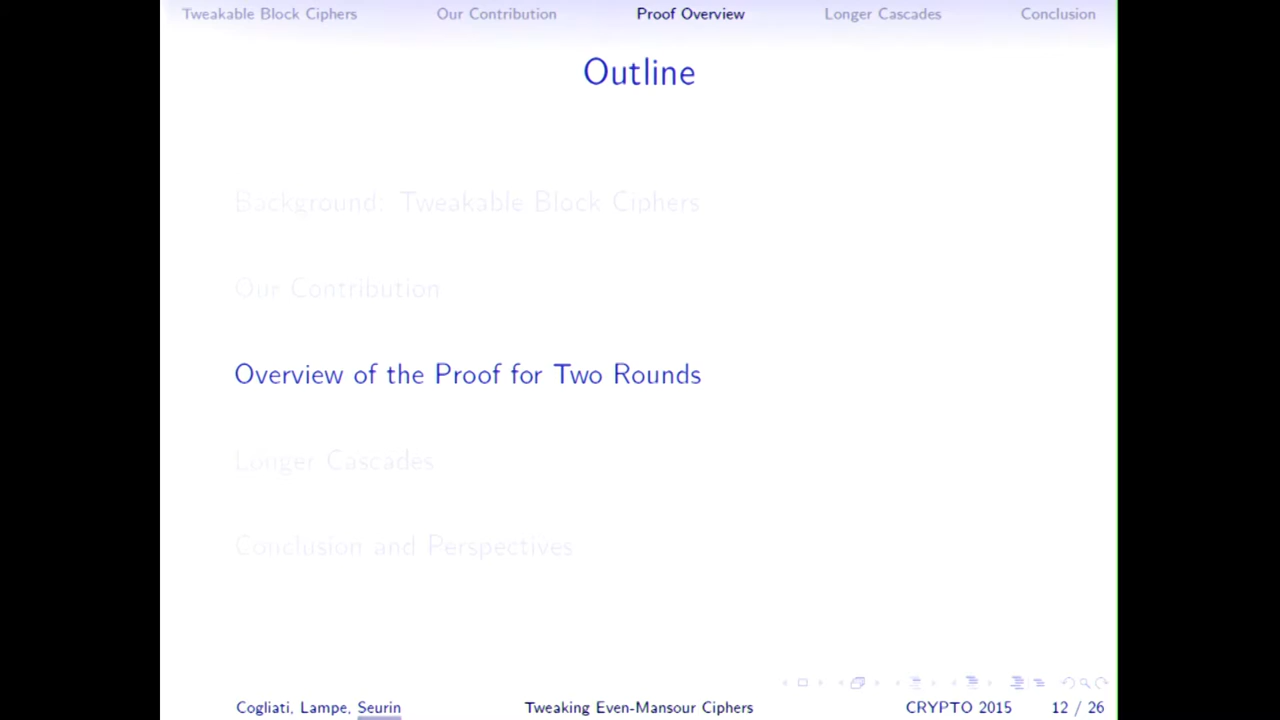 Tweakable Block Ciphers Our Contribution Proof Overview Longer Cascades Conclusion
Outline
Background: Tweakable Block Ciphers
Our Contribution
Overview of the Proof for Two Rounds
Longer Cascades
Conclusion and Perspectives
Cogliati, Lampe, Seurin Tweaking Even-Mansour Ciphers CRYPTO 2015 12 / 26